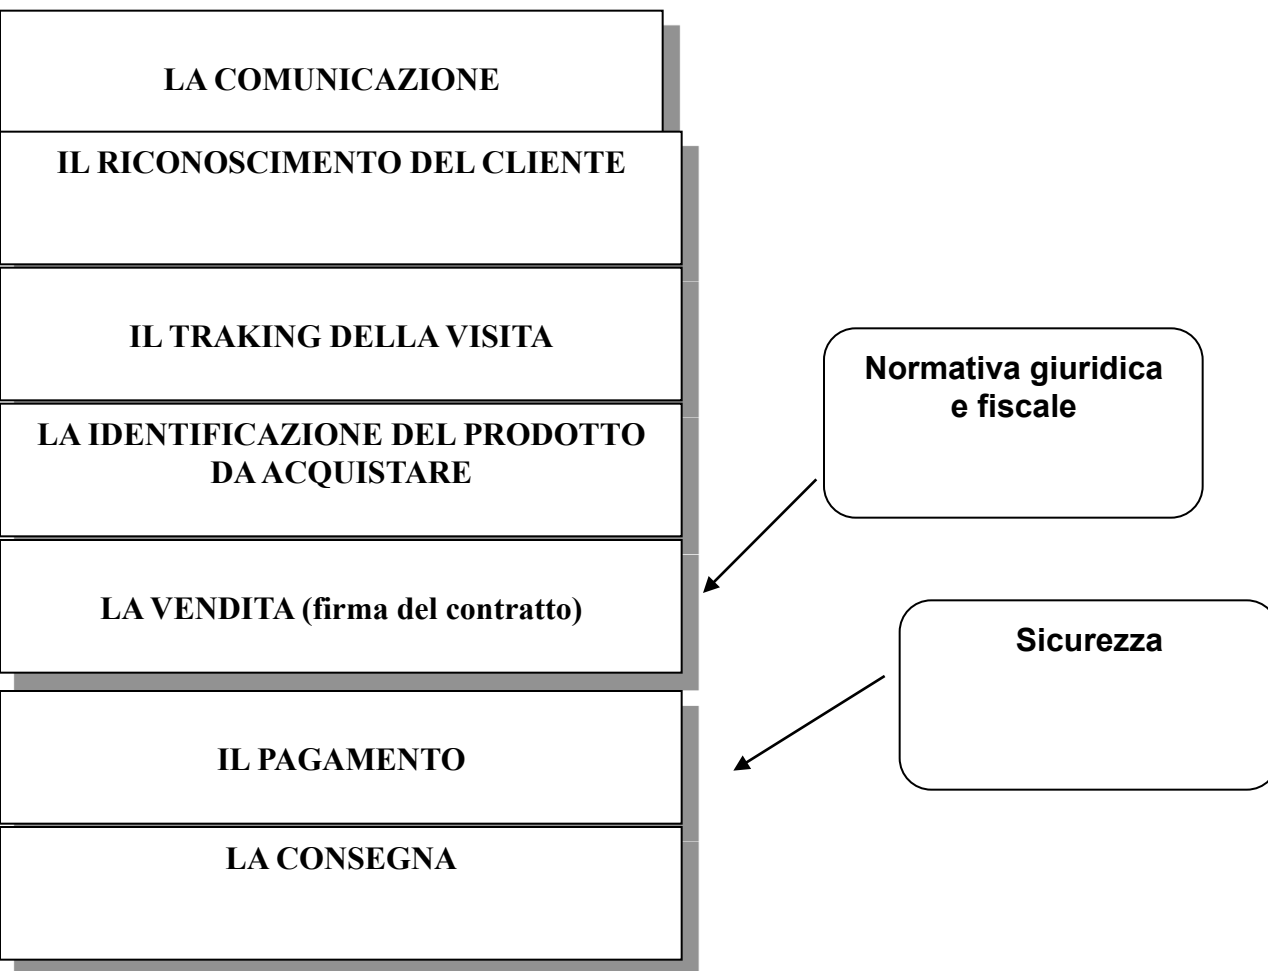 LA COMUNICAZIONE
IL RICONOSCIMENTO DEL CLIENTE
IL TRAKING DELLA VISITA
LA IDENTIFICAZIONE DEL PRODOTTO
DA ACQUISTARE
LA VENDITA (firma del contratto)
IL PAGAMENTO
LA CONSEGNA
Normativa giuridica
e fiscale
Sicurezza